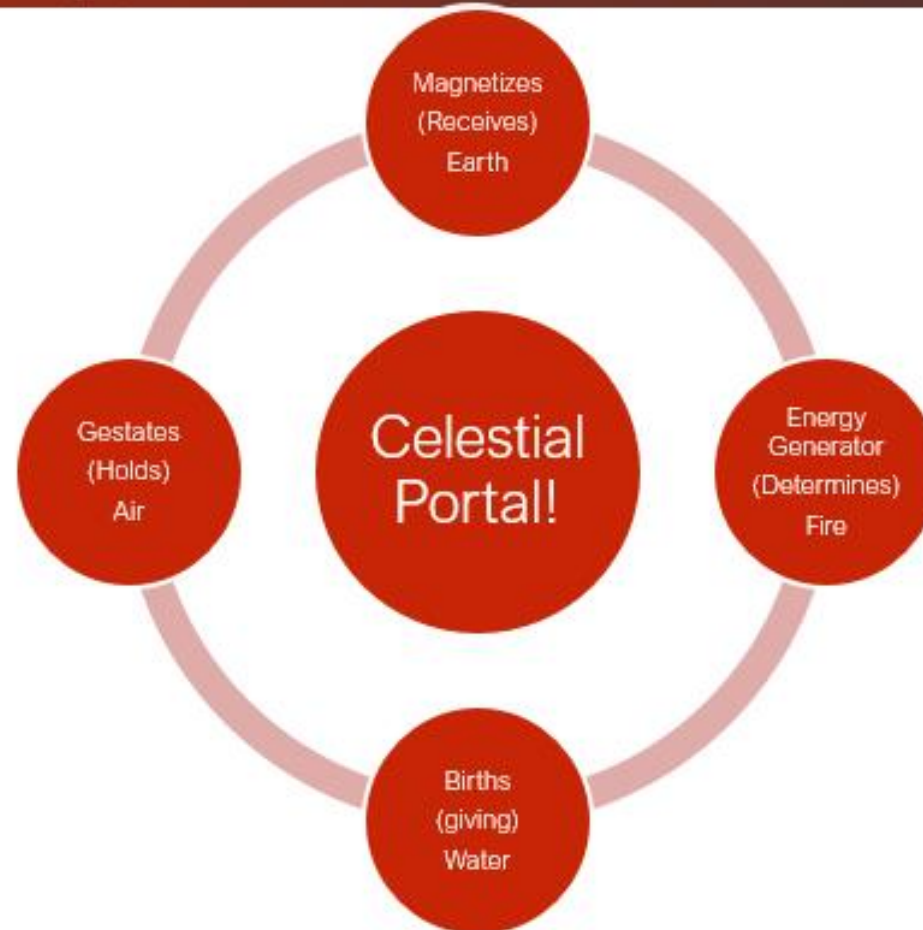 Magnetizes
(Receives)
Earth
Gestates
(Holds)
Air
Celestial
Portal!
Energy
Generator
(Determines)
Fire
Births
(giving)
Water